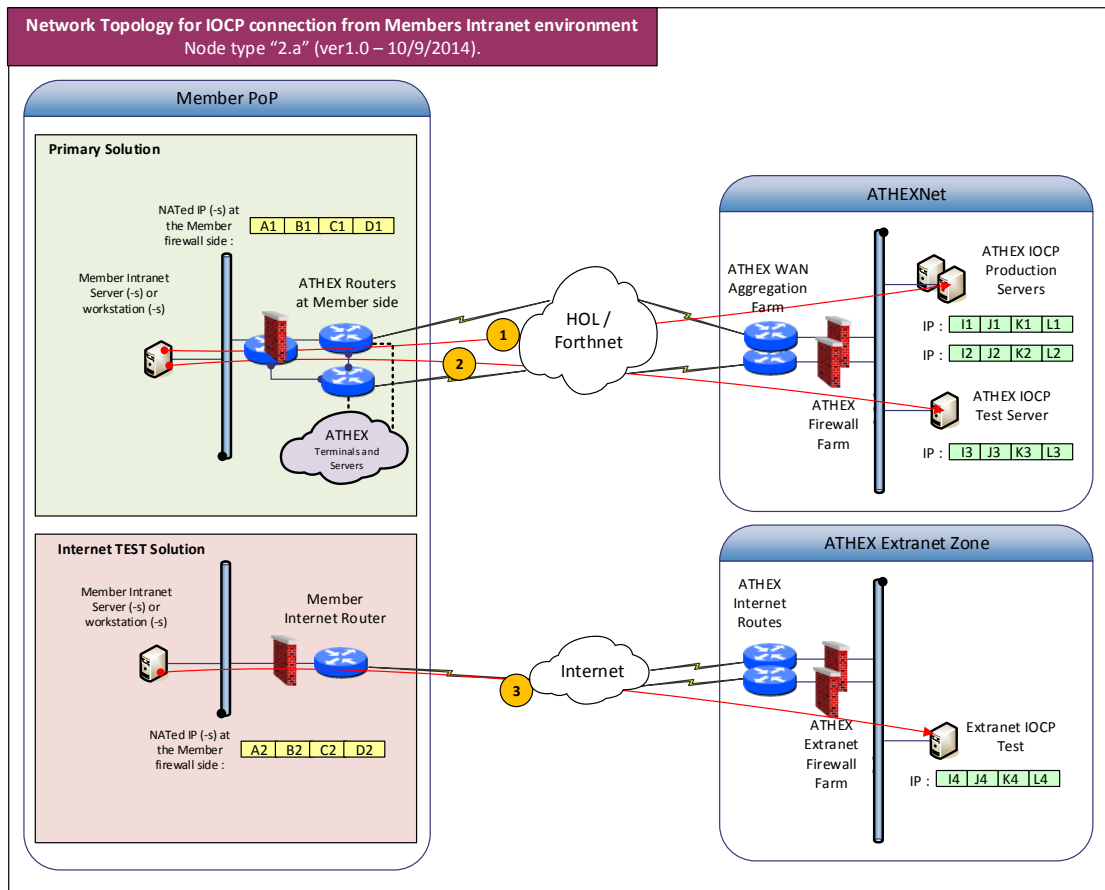 Network Topology for IOCP connection from Members Intranet environment
Node type “2.a” (ver1.0 – 10/9/2014).
Member PoP
Primary Solution
NATed IP (-s) at
the Member
firewall side :
A1 B1 C1 D1
Member Intranet
Server (-s) or
workstation (-s)
ATHEX Routers
at Member side
ATHEX
Terminals and
Servers
1
2
HOL /
Forthnet
ATHEXNet
ATHEX WAN
Aggregation
Farm
ATHEX
Firewall
Farm
ATHEX IOCP
Production
Servers
IP : I1 J1 K1 L1
IP : I2 J2 K2 L2
ATHEX IOCP
Test Server
IP : I3 J3 K3 L3
Internet TEST Solution
Member Intranet
Server (-s) or
workstation (-s)
Member
Internet Router
NATed IP (-s) at
the Member
firewall side :
A2 B2 C2 D2
3
Internet
ATHEX Extranet Zone
ATHEX
Internet
Routes
ATHEX
Extranet
Firewall
Farm
Extranet IOCP
Test
IP : I4 J4 K4 L4